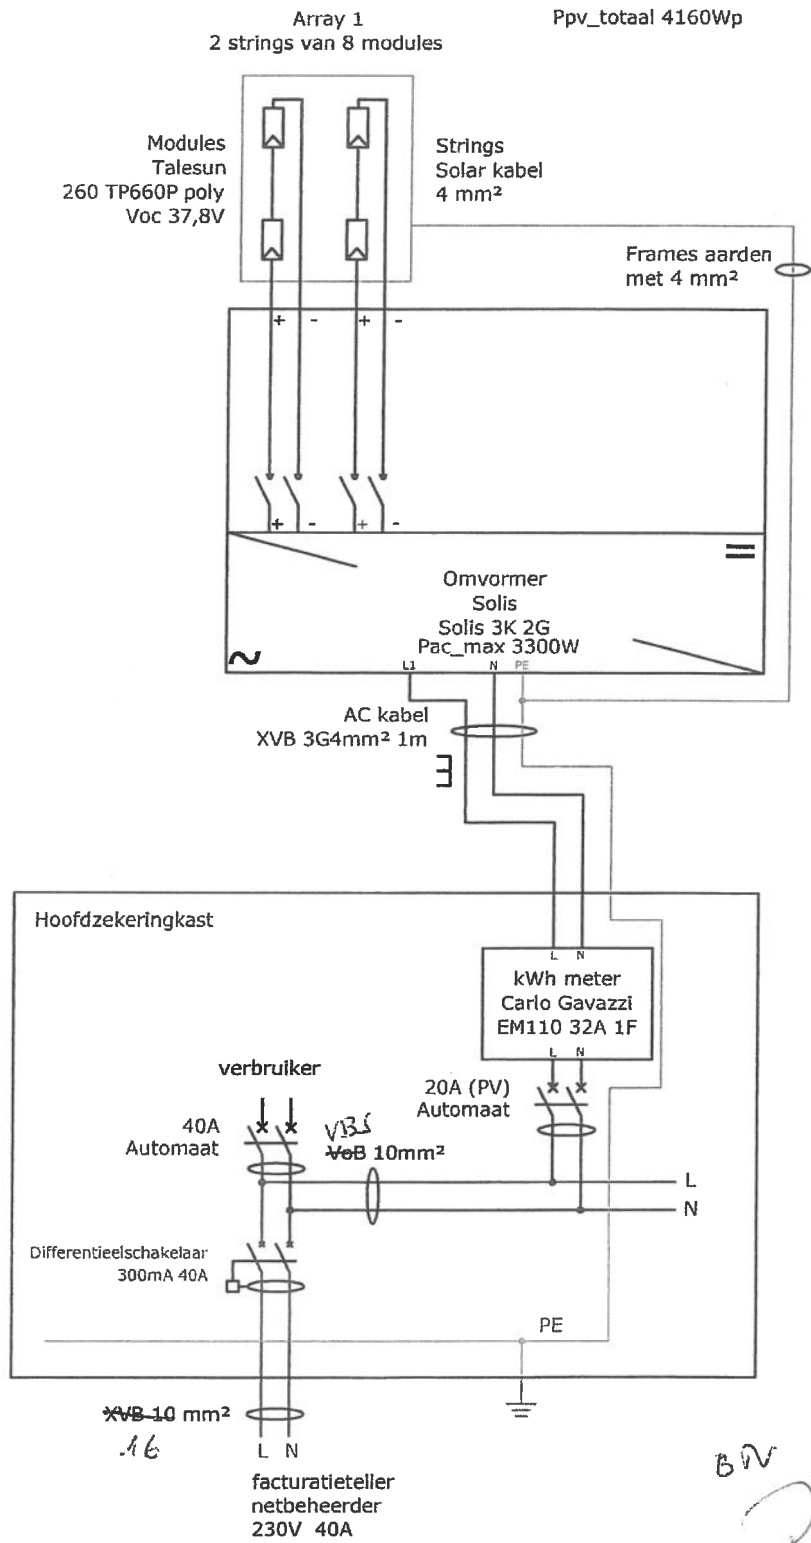 Array 1
2 strings van 8 modules
Ppv_totaal 4160Wp
Modules
Talesun
260 TP660P poly
Voc 37,8V
Strings
Solar kabel
4 mm²
Frames aarden
met 4 mm²
+ - + -
+ - + -
Omvormer
Solis
Solis 3K 2G
Pac_max 3300W
L1 N PE
AC kabel
XVB 3G4mm² 1m
Hoofdzekeringkast
L N
kWh meter
Carlo Gavazzi
EM110 32A 1F
L N
20A (PV)
Automaat
verbruiker
40A
Automaat
VBS
VoB 10mm²
L
N
Differentieelschakelaar
300mA 40A
PE
XVB 10 mm²
16
L N
facturatieteller
netbeheerder
230V 40A